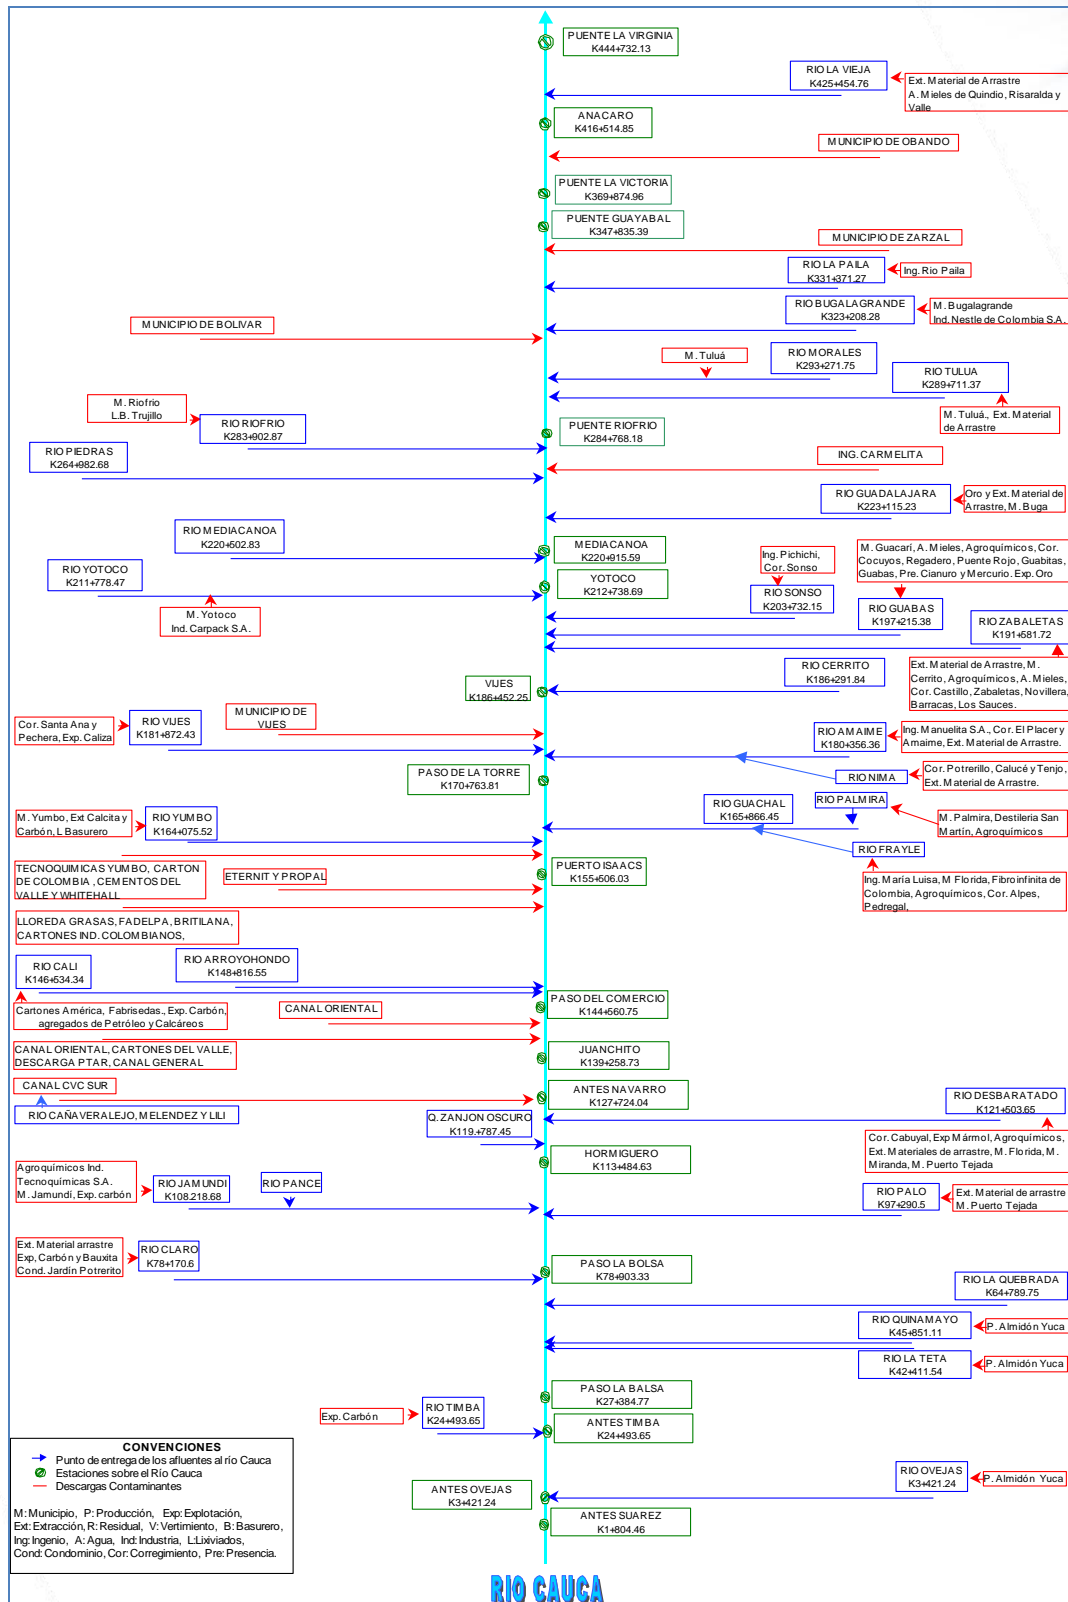 PUENTE LA VIRGINIA
K444+732.13
RIO LA VIEJA
K425+454.76
Ext. Material de Arrastre
A. Mieles de Quindio, Risaralda y
Valle
ANACARO
K416+514.85
MUNICIPIO DE OBANDO
PUENTE LA VICTORIA
K369+874.96
PUENTE GUAYABAL
K347+835.39
MUNICIPIO DE ZARZAL
RIO LA PAILA
K331+371.27
Ing. Rio Paila
RIO BUGALAGRANDE
K323+208.28
M. Bugalagrande
Ind. Nestle de Colombia S.A.
MUNICIPIO DE BOLIVAR
M. Tuluá
RIO MORALES
K293+271.75
RIO TULUA
K289+711.37
M. Tuluá., Ext. Material
de Arrastre
M. Riofrio
L.B. Trujillo
RIO RIOFRIO
K283+902.87
PUENTE RIOFRIO
K284+768.18
RIO PIEDRAS
K264+982.68
ING. CARMELITA
RIO GUADALAJARA
K223+115.23
Oro y Ext. Material de
Arrastre, M. Buga
RIO MEDIACANOA
K220+502.83
MEDIACANOA
K220+915.59
RIO YOTOCO
K211+778.47
YOTOCO
K212+738.69
M. Yotoco
Ind. Carpack S.A.
Ing. Pichichi,
Cor. Sonso
RIO SONSO
K203+732.15
M. Guacarí, A. Mieles, Agroquímicos, Cor.
Cocuyos, Regadero, Puente Rojo, Guabitas,
Guabas, Pre. Cianuro y Mercurio. Exp. Oro
RIO GUABAS
K197+215.38
RIO ZABALETAS
K191+581.72
Ext. Material de Arrastre, M.
Cerrito, Agroquímicos, A. Mieles,
Cor. Castillo, Zabaletas, Novillera,
Barracas, Los Sauces.
RIO CERRITO
K186+291.84
VIJES
K186+452.25
MUNICIPIO DE
VIJES
Cor. Santa Ana y
Pechera, Exp. Caliza
RIO VIJES
K181+872.43
RIO AMAIME
K180+356.36
Ing. Manuelita S.A., Cor. El Placer y
Amaime, Ext. Material de Arrastre.
PASO DE LA TORRE
K170+763.81
RIO NIMA
Cor. Potrerillo, Calucé y Tenjo,
Ext. Material de Arrastre.
M. Yumbo, Ext Calcita y
Carbón, L Basurero
RIO YUMBO
K164+075.52
RIO GUACHAL
K165+866.45
RIO PALMIRA
M. Palmira, Destileria San
Martín, Agroquímicos
RIO FRAYLE
Ing. María Luisa, M Florida, Fibroinfinita de
Colombia, Agroquímicos, Cor. Alpes,
Pedregal,
TECNOQUIMICAS YUMBO, CARTON
DE COLOMBIA , CEMENTOS DEL
VALLE Y WHITEHALL
ETERNIT Y PROPAL
PUERTO ISAACS
K155+506.03
LLOREDA GRASAS, FADELPA, BRITILANA,
CARTONES IND. COLOMBIANOS,
RIO CALI
K146+534.34
RIO ARROYOHONDO
K148+816.55
Cartones América, Fabrisedas., Exp. Carbón,
agregados de Petróleo y Calcáreos
CANAL ORIENTAL
PASO DEL COMERCIO
K144+560.75
CANAL ORIENTAL, CARTONES DEL VALLE,
DESCARGA PTAR, CANAL GENERAL
JUANCHITO
K139+258.73
CANAL CVC SUR
RIO CAÑAVERALEJO, MELENDEZ Y LILI
ANTES NAVARRO
K127+724.04
Q. ZANJON OSCURO
K119.+787.45
RIO DESBARATADO
K121+503.65
Cor. Cabuyal, Exp Mármol, Agroquímicos,
Ext. Materiales de arrastre, M. Florida, M.
Miranda, M. Puerto Tejada
HORMIGUERO
K113+484.63
Agroquímicos Ind.
Tecnoquímicas S.A.
M. Jamundí, Exp. carbón
RIO JAMUNDI
K108.218.68
RIO PANCE
RIO PALO
K97+290.5
Ext. Material de arrastre
M. Puerto Tejada
Ext. Material arrastre
Exp, Carbón y Bauxita
Cond. Jardín Potrerito
RIO CLARO
K78+170.6
PASO LA BOLSA
K78+903.33
RIO LA QUEBRADA
K64+789.75
RIO QUINAMAYO
K45+851.11
P. Almidón Yuca
RIO LA TETA
K42+411.54
P. Almidón Yuca
PASO LA BALSA
K27+384.77
Exp. Carbón
RIO TIMBA
K24+493.65
ANTES TIMBA
K24+493.65
RIO OVEJAS
K3+421.24
P. Almidón Yuca
ANTES OVEJAS
K3+421.24
ANTES SUAREZ
K1+804.46
CONVENCIONES
Punto de entrega de los afluentes al río Cauca
Estaciones sobre el Río Cauca
Descargas Contaminantes
M: Municipio, P: Producción, Exp: Explotación,
Ext: Extracción, R: Residual, V: Vertimiento, B: Basurero,
Ing: Ingenio, A: Agua, Ind: Industria, L:Lixiviados,
Cond: Condominio, Cor: Corregimiento, Pre: Presencia.
RIO CAUCA